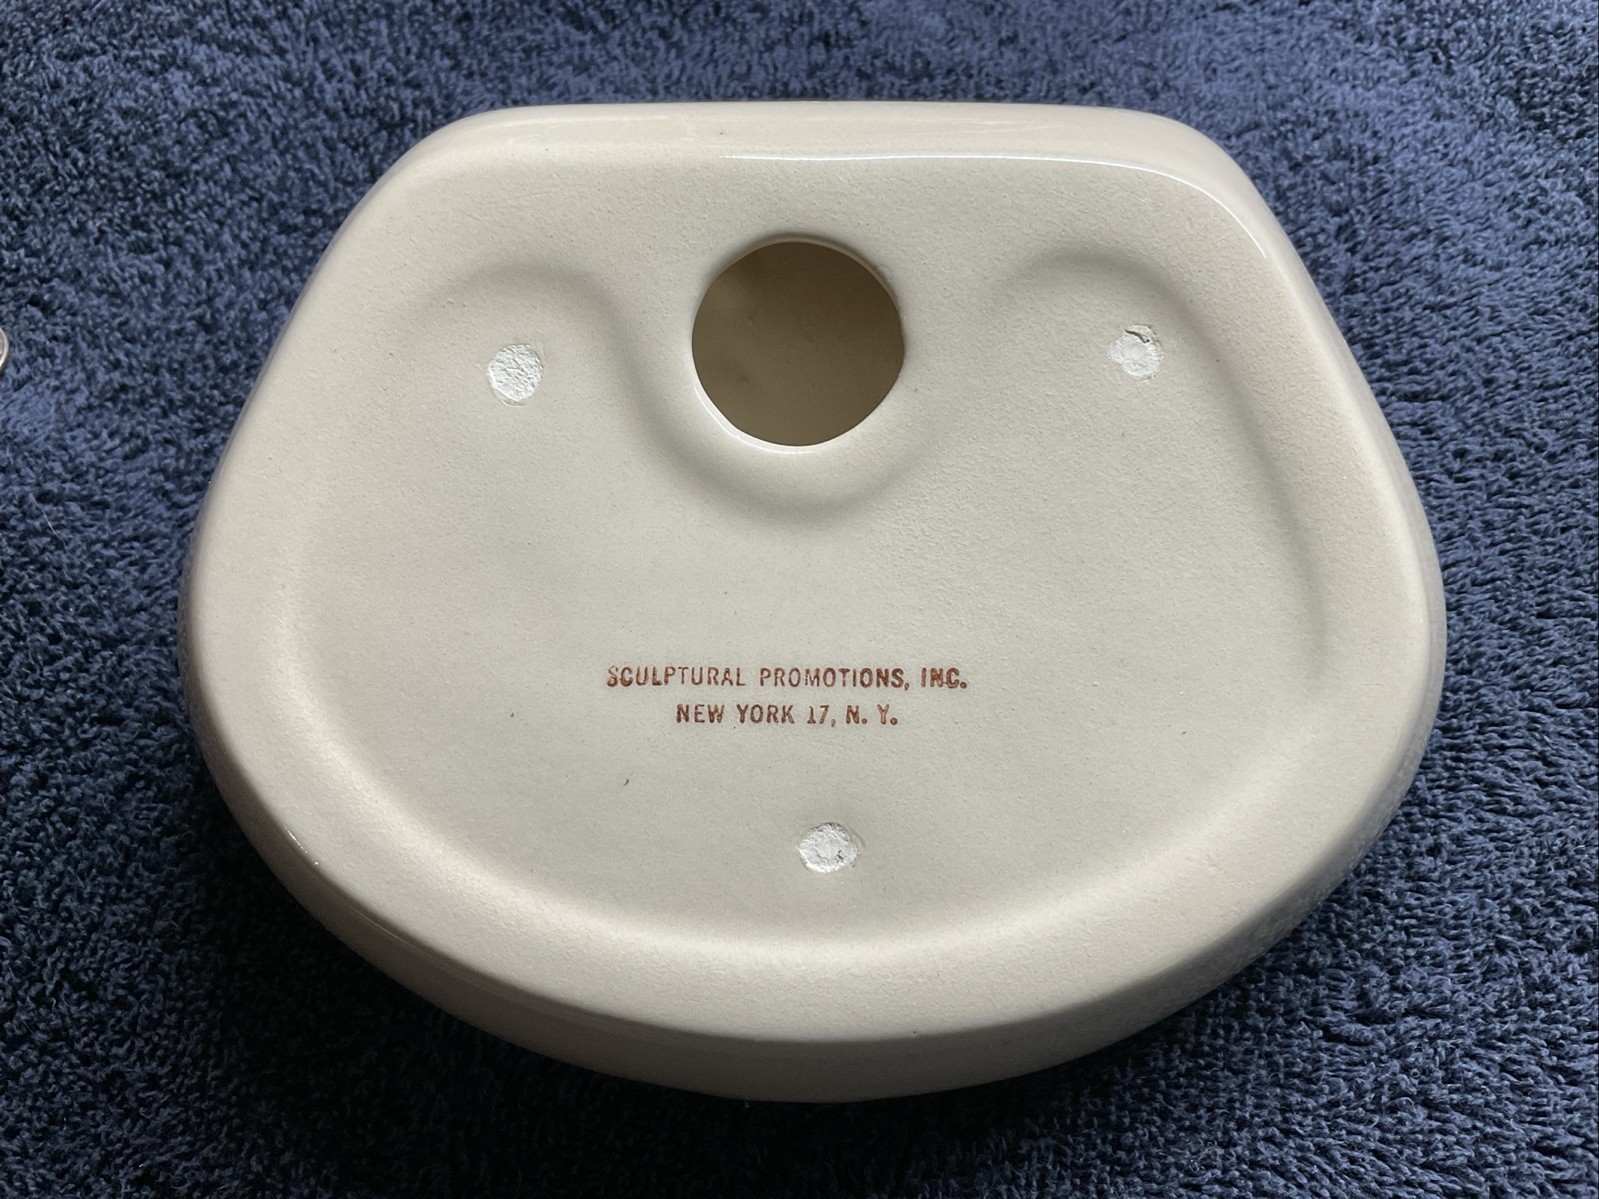 SCULPTURAL PROMOTIONS, INC.
NEW YORK 17, N. Y.